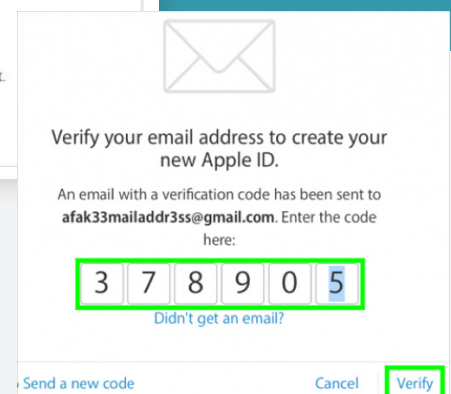 t.
Verify your email address to create your
new Apple ID.
An email with a verification code has been sent to
afak33mailaddr3ss@gmail.com. Enter the code
here:
3 7 8 9 0 5
Didn't get an email?
Send a new code Cancel Verify